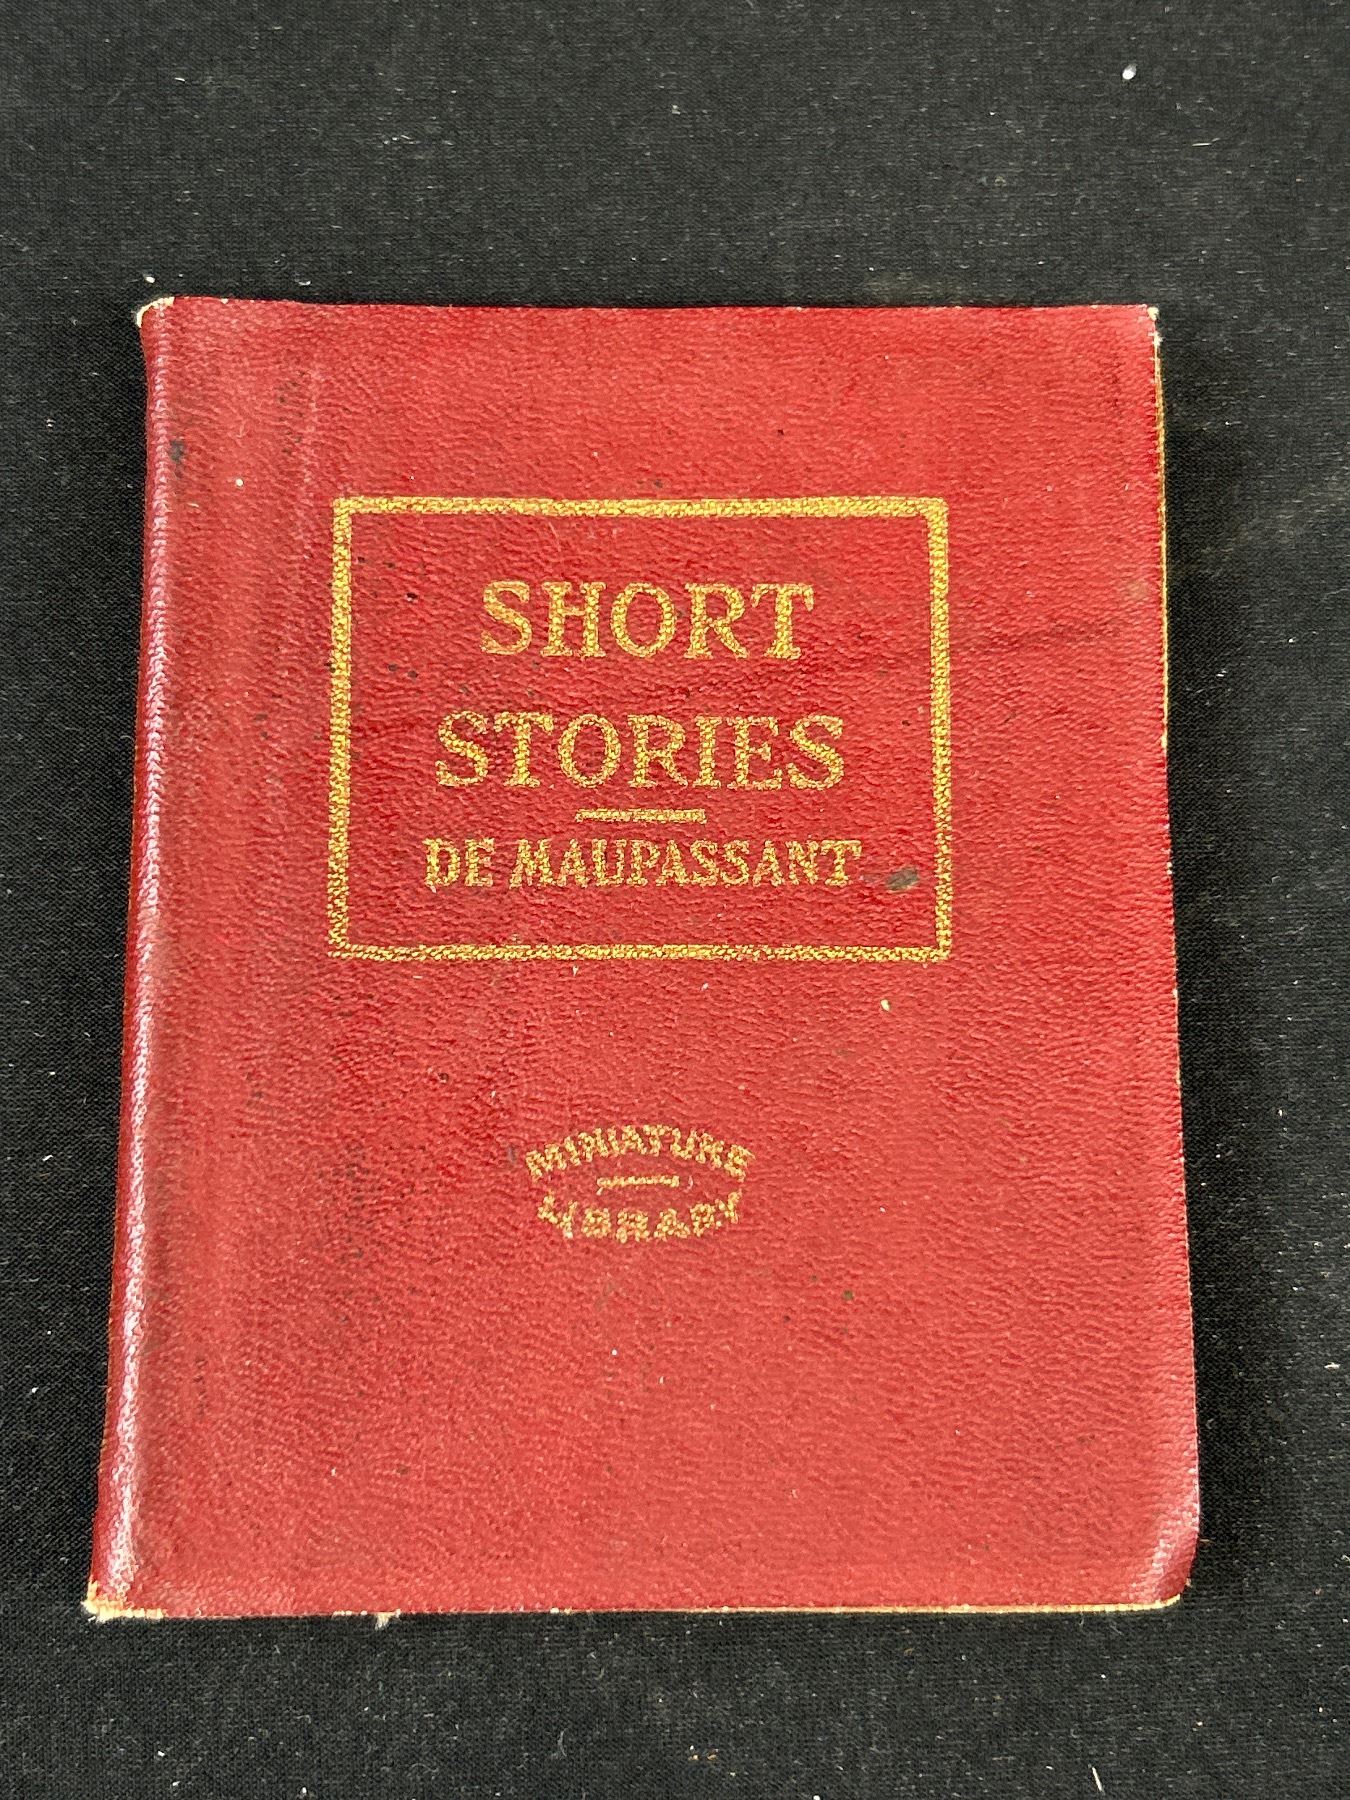 SHORT
STORIES
DE MAUPASSANT
MINIATURE
LIBRARY